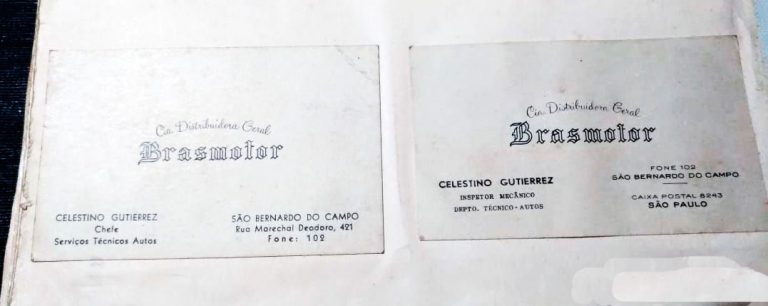 Cia. Distribuidora Geral
Brasmotor
CELESTINO GUTIERREZ
Chefe
Serviços Técnicos Autos
SÃO BERNARDO DO CAMPO
Rua Marechal Deodoro, 421
Fone: 102
Cia. Distribuidora Geral
Brasmotor
CELESTINO GUTIERREZ
INSPETOR MECÂNICO
DEPTO. TÉCNICO - AUTOS
FONE 102
SÃO BERNARDO DO CAMPO
CAIXA POSTAL 8243
SÃO PAULO